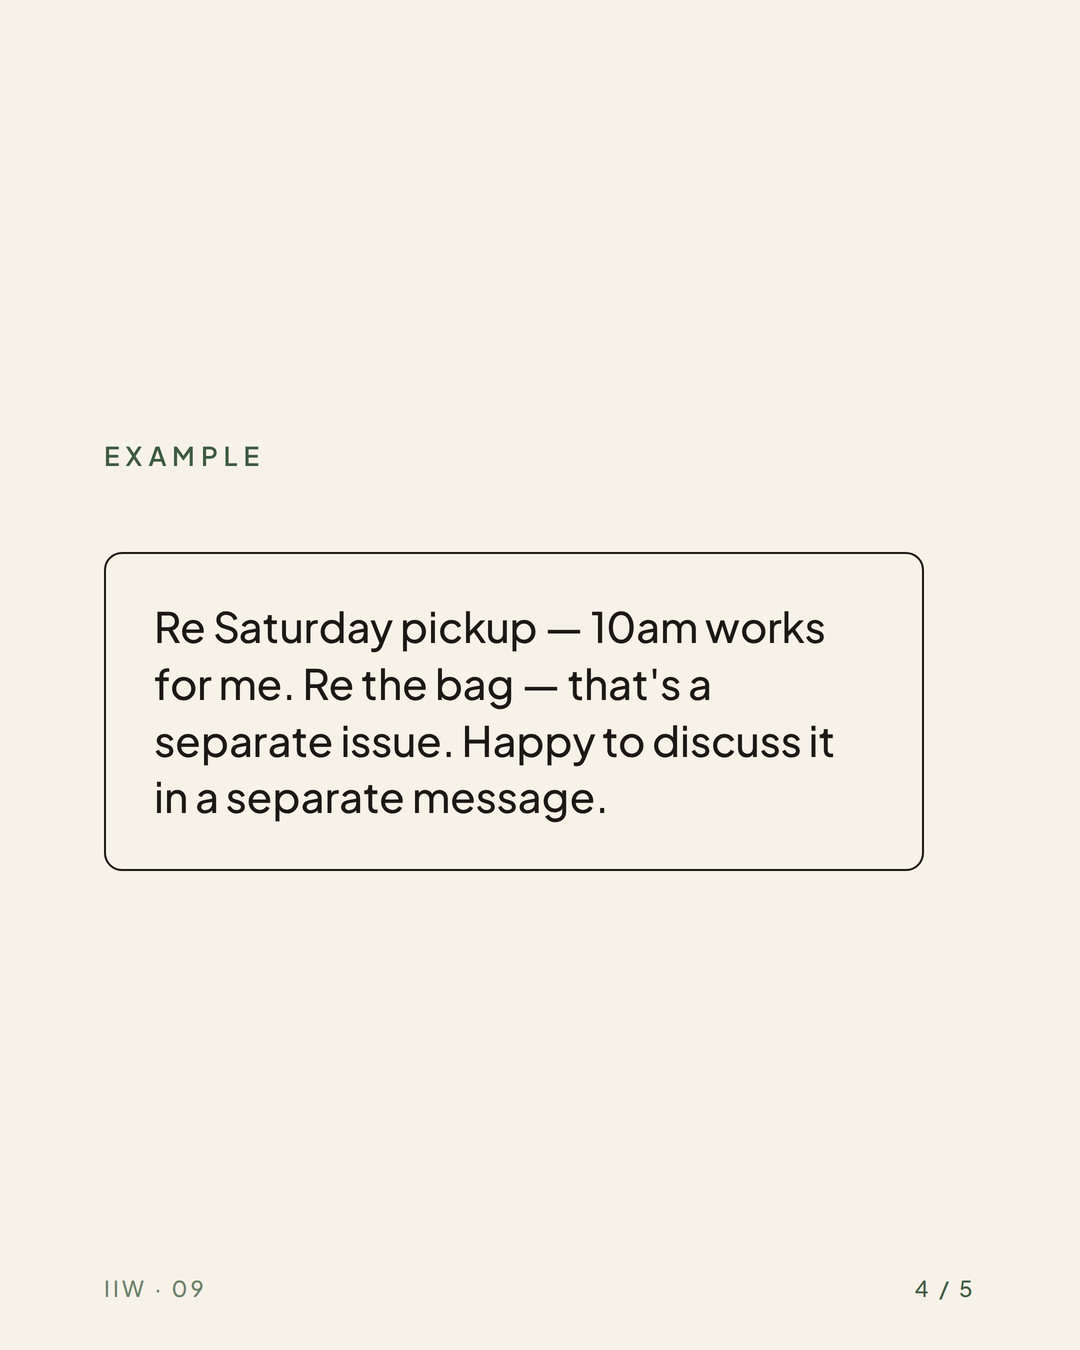 EXAMPLE
Re Saturday pickup — 10am works
for me. Re the bag — that's a
separate issue. Happy to discuss it
in a separate message.
IIW · 09
4 / 5